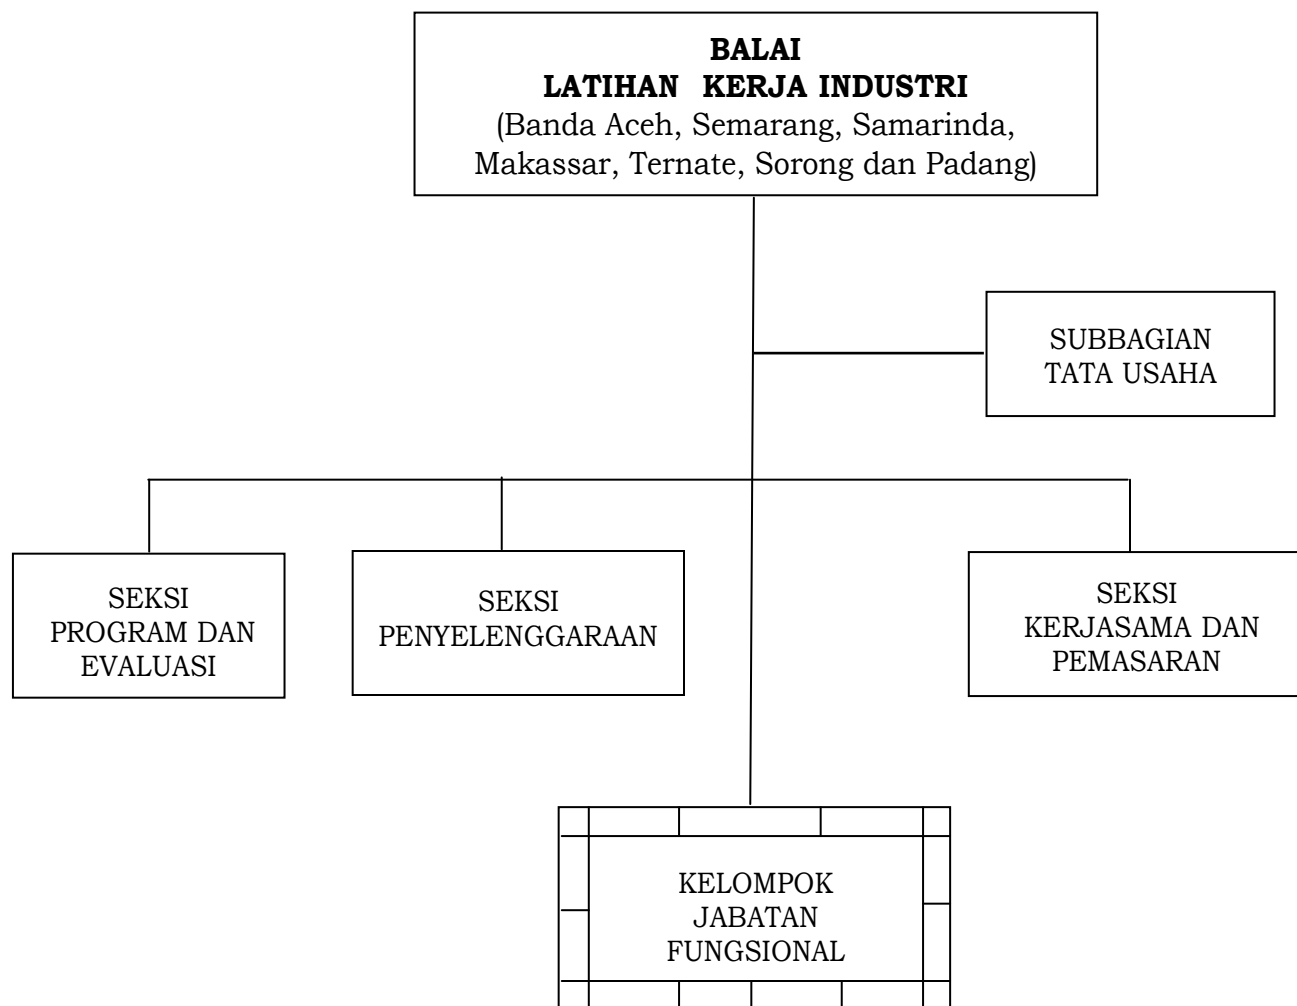 BALAI
LATIHAN KERJA INDUSTRI
(Banda Aceh, Semarang, Samarinda,
Makassar, Ternate, Sorong dan Padang)
SUBBAGIAN
TATA USAHA
SEKSI
PROGRAM DAN
EVALUASI
SEKSI
PENYELENGGARAAN
SEKSI
KERJASAMA DAN
PEMASARAN
KELOMPOK
JABATAN
FUNGSIONAL